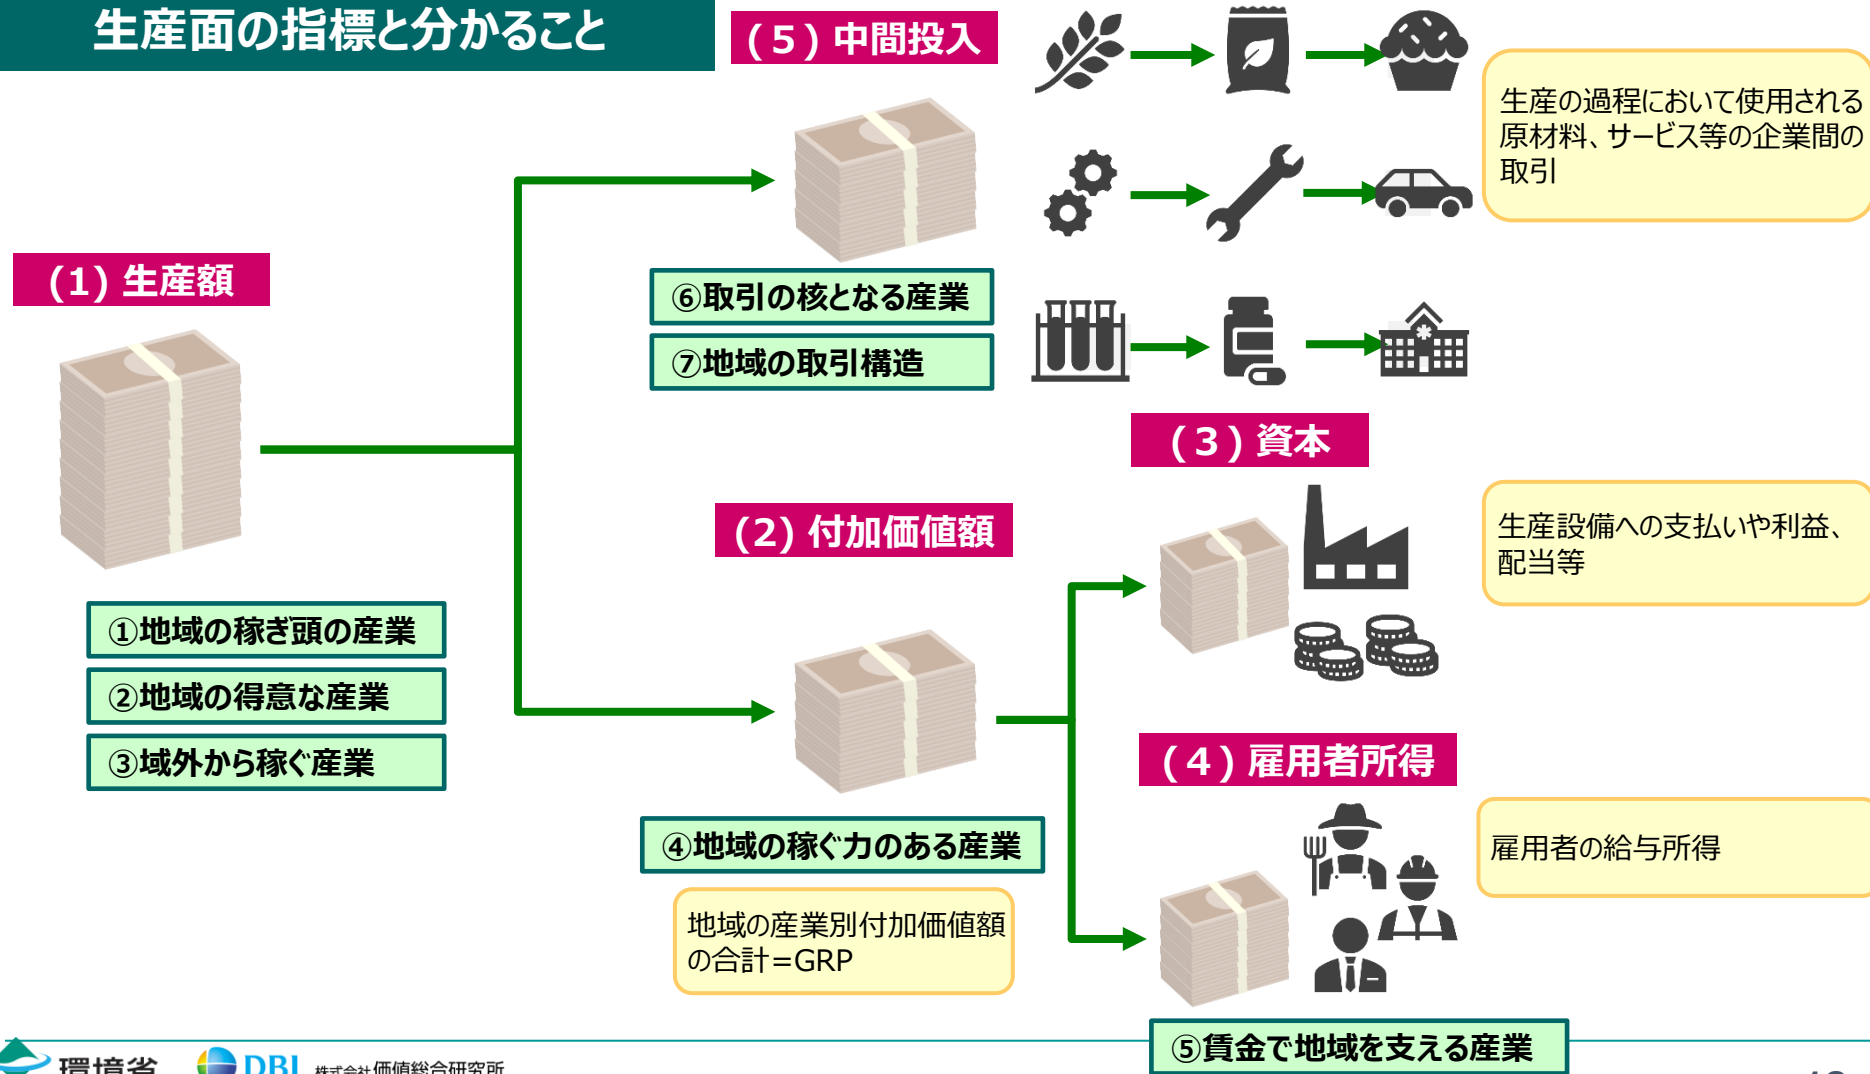 生産面の指標と分かること
(5)中間投入
生産の過程において使用される
原材料、サービス等の企業間の
取引
(1)生産額
⑥取引の核となる産業
⑦地域の取引構造
(3)資本
生産設備への支払いや利益、
配当等
(2)付加価値額
①地域の稼ぎ頭の産業
②地域の得意な産業
③域外から稼ぐ産業
(4)雇用者所得
雇用者の給与所得
④地域の稼ぐ力のある産業
地域の産業別付加価値額
の合計=GRP
⑤賃金で地域を支える産業
環境省
DBJ 株式会社価値総合研究所